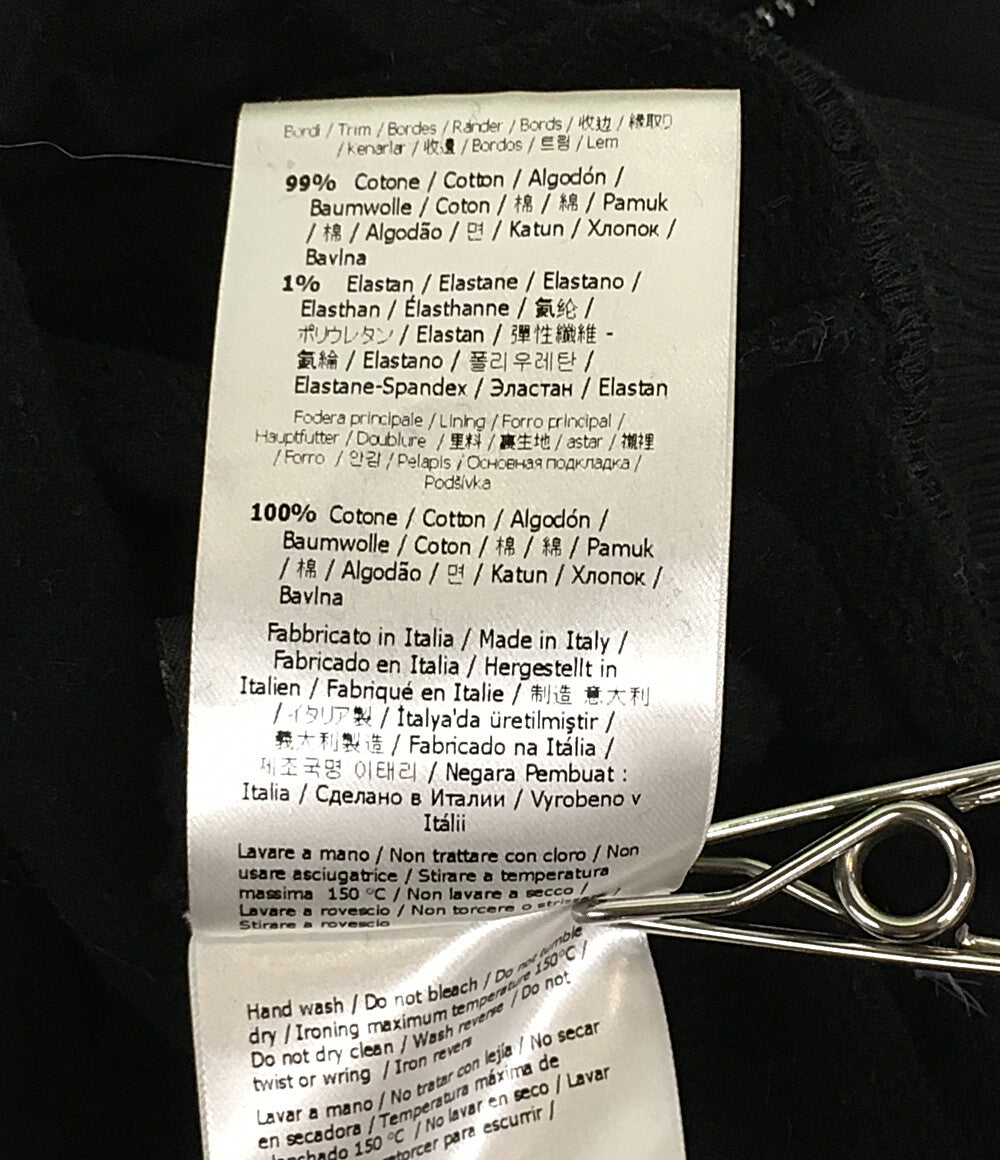 Bordi / Trim / Bordes / Ränder / Bords / 收边 / 縁取り
/ kenarlar / 收邊 / Bordos / 트림 / Lem
99% Cotone / Cotton / Algodón /
Baumwolle / Coton / 棉 / 綿 / Pamuk
/ 棉 / Algodão / 면 / Katun / Хлопок /
Bavlna
1% Elastan / Elastane / Elastano /
Elasthan / Élasthanne / 氨纶 /
ポリウレタン / Elastan / 彈性纖維 -
氨綸 / Elastano / 폴리우레탄 /
Elastane-Spandex / Эластан / Elastan
Fodera principale / Lining / Forro principal /
Hauptfutter / Doublure / 里料 / 裏生地 / astar / 襯裡
/ Forro / 안감 / Pelapis / Основная подкладка /
Podšívka
100% Cotone / Cotton / Algodón /
Baumwolle / Coton / 棉 / 綿 / Pamuk
/ 棉 / Algodão / 면 / Katun / Хлопок /
Bavlna
Fabbricato in Italia / Made in Italy /
Fabricado en Italia / Hergestellt in
Italien / Fabriqué en Italie / 制造 意大利
/ イタリア製 / İtalya'da üretilmiştir /
義大利製造 / Fabricado na Itália /
제조국명 이태리 / Negara Pembuat :
Italia / Сделано в Италии / Vyrobeno v
Itálii
Lavare a mano / Non trattare con cloro / Non
usare asciugatrice / Stirare a temperatura
massima 150 °C / Non lavare a secco /
Lavare a rovescio / Non torcere o
Stirare a rovescio
Hand wash / Do not bleach / Do not tumble
dry / Ironing maximum temperature 150°C /
Do not dry clean / Wash reverse / Do not
twist or wring / Iron revers
Lavar a mano / No tratar con lejía / No secar
en secadora / Temperatura máxima de
150 °C / No lavar en seco / Lavar
para escurrir /